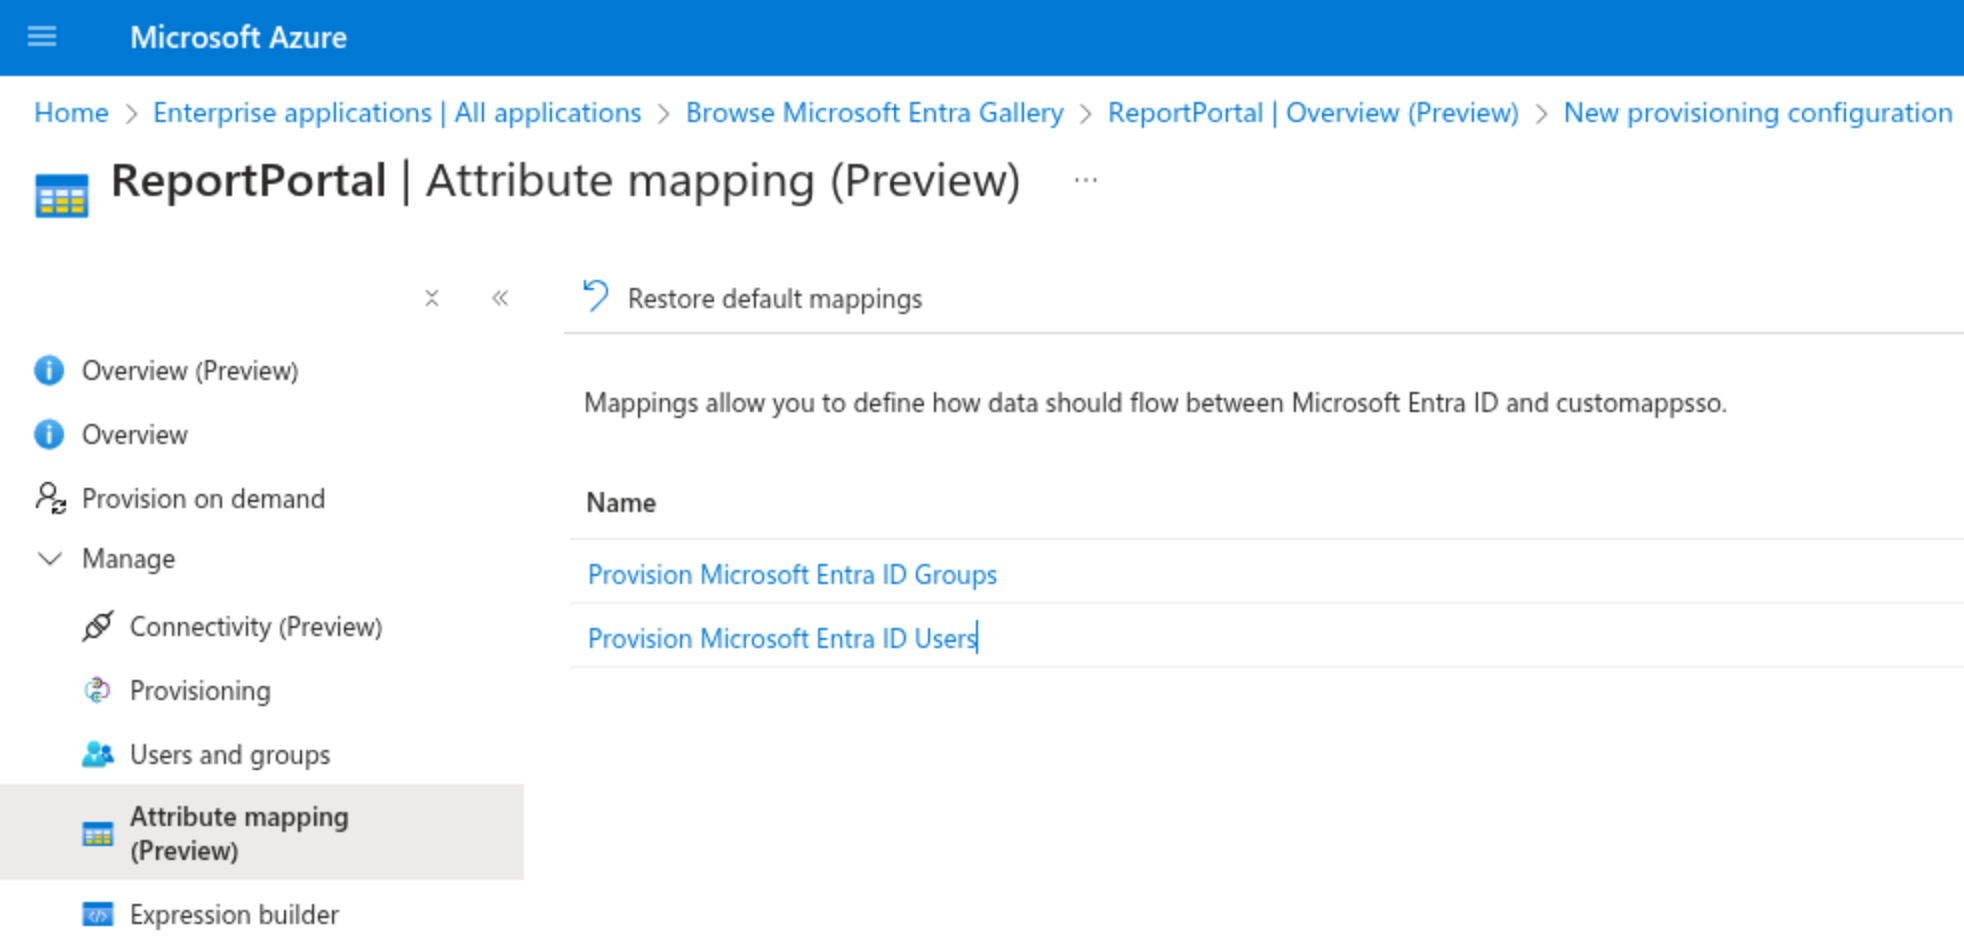 Microsoft Azure
Home > Enterprise applications | All applications > Browse Microsoft Entra Gallery > ReportPortal | Overview (Preview) > New provisioning configuration
ReportPortal | Attribute mapping (Preview) ...
Restore default mappings
Overview (Preview)
Overview
Provision on demand
Manage
Connectivity (Preview)
Provisioning
Users and groups
Attribute mapping
(Preview)
Expression builder
Mappings allow you to define how data should flow between Microsoft Entra ID and customappsso.
Name
Provision Microsoft Entra ID Groups
Provision Microsoft Entra ID Users